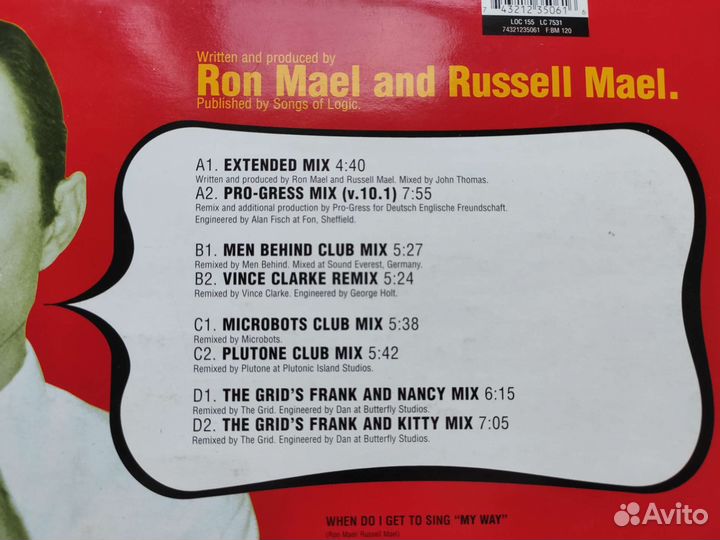 7 43212 35061 6
LOC 155 LC 7531
74321235061 F:BM 120
Written and produced by
Ron Mael and Russell Mael.
Published by Songs of Logic.
A1. EXTENDED MIX 4:40
Written and produced by Ron Mael and Russell Mael. Mixed by John Thomas.
A2. PRO-GRESS MIX (v.10.1) 7:55
Remix and additional production by Pro-Gress for Deutsch Englische Freundschaft.
Engineered by Alan Fisch at Fon, Sheffield.
B1. MEN BEHIND CLUB MIX 5:27
Remixed by Men Behind. Mixed at Sound Everest, Germany.
B2. VINCE CLARKE REMIX 5:24
Remixed by Vince Clarke. Engineered by George Holt.
C1. MICROBOTS CLUB MIX 5:38
Remixed by Microbots.
C2. PLUTONE CLUB MIX 5:42
Remixed by Plutone at Plutonic Island Studios.
D1. THE GRID'S FRANK AND NANCY MIX 6:15
Remixed by The Grid. Engineered by Dan at Butterfly Studios.
D2. THE GRID'S FRANK AND KITTY MIX 7:05
Remixed by The Grid. Engineered by Dan at Butterfly Studios.
WHEN DO I GET TO SING “MY WAY”
(Ron Mael Russell Mael)
Avito